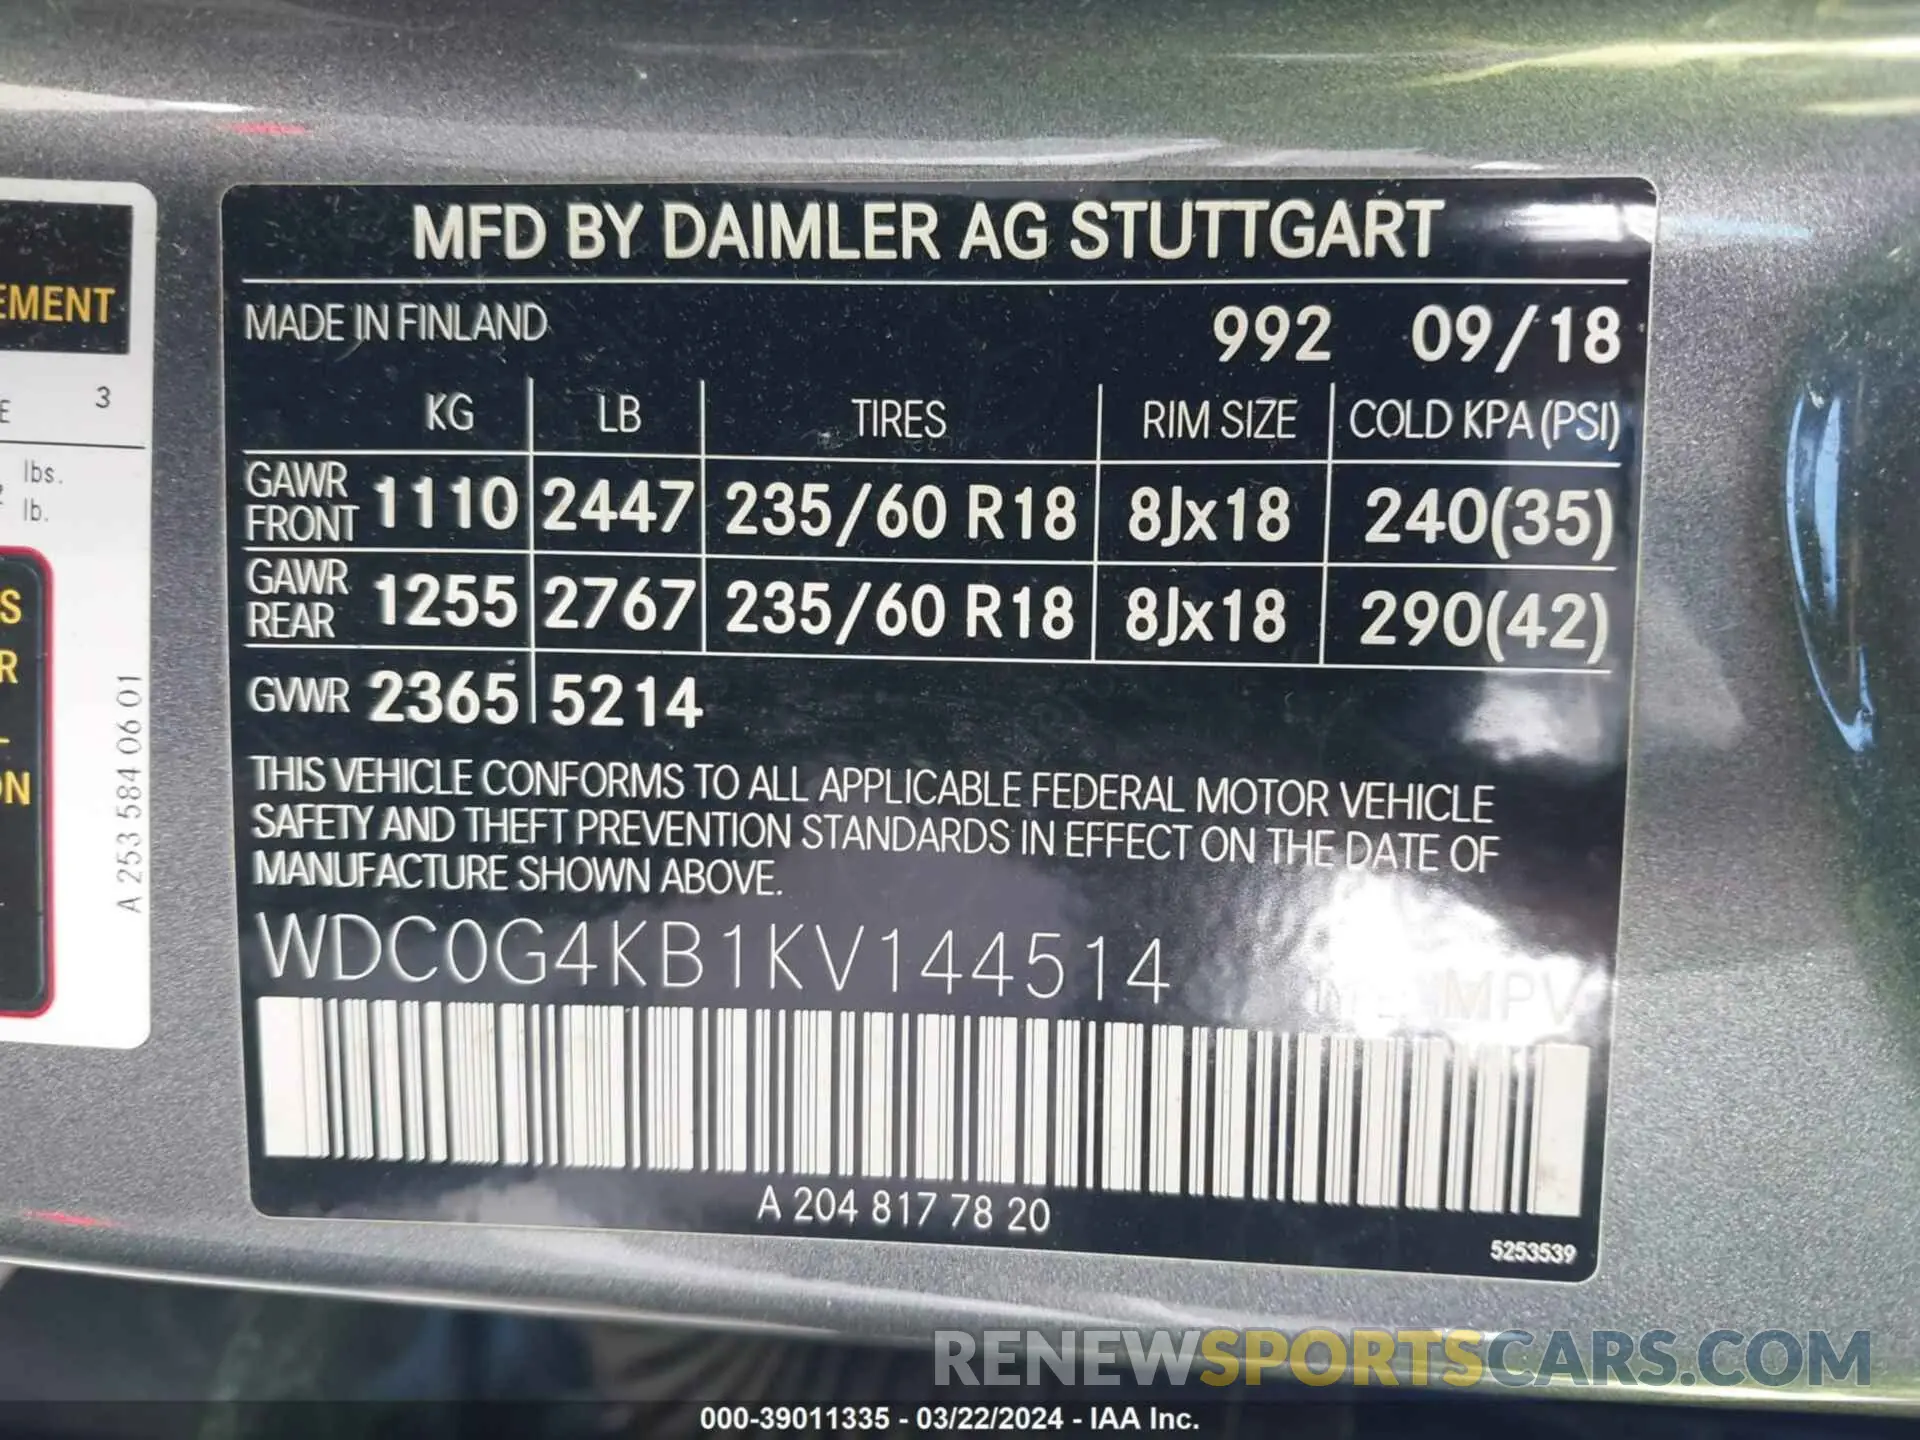 MFD BY DAIMLER AG STUTTGART
MADE IN FINLAND 992 09/18
KG LB TIRES RIM SIZE COLD KPA (PSI)
GAWR FRONT 1110 2447 235/60 R18 8Jx18 240(35)
GAWR REAR 1255 2767 235/60 R18 8Jx18 290(42)
GVWR 2365 5214
THIS VEHICLE CONFORMS TO ALL APPLICABLE FEDERAL MOTOR VEHICLE
SAFETY AND THEFT PREVENTION STANDARDS IN EFFECT ON THE DATE OF
MANUFACTURE SHOWN ABOVE.
WDC0G4KB1KV144514
MPV
A 204 817 78 20
5253539
EMENT
E 3
lbs.
lb.
S
R
ON
A 253 584 06 01
RENEWSPORTSCARS.COM
000-39011335 - 03/22/2024 - IAA Inc.